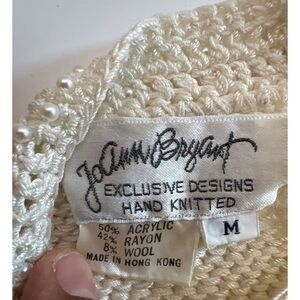 JoAnn Bryant
EXCLUSIVE DESIGNS
HAND KNITTED
M
50% ACRYLIC
42% RAYON
8% WOOL
MADE IN HONG KONG